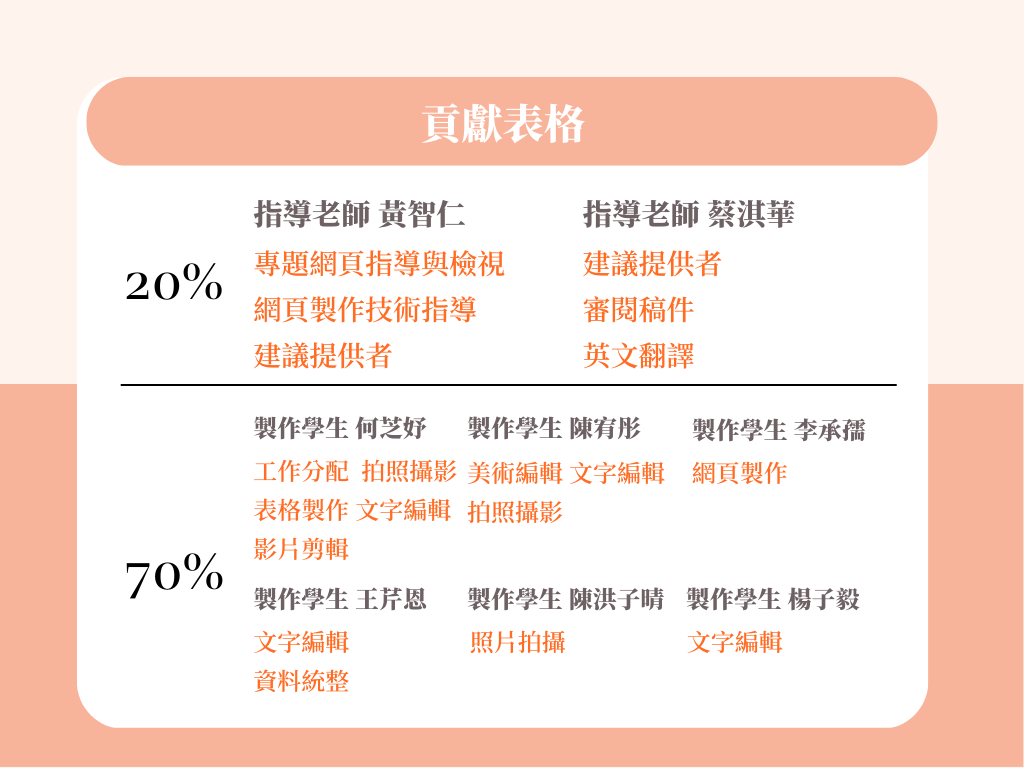 貢獻表格
20%
指導老師 黃智仁
專題網頁指導與檢視
網頁製作技術指導
建議提供者
指導老師 蔡淇華
建議提供者
審閱稿件
英文翻譯
70%
製作學生 何芝妤
工作分配 拍照攝影
表格製作 文字編輯
影片剪輯
製作學生 陳宥彤
美術編輯 文字編輯
拍照攝影
製作學生 李承孺
網頁製作
製作學生 王芹恩
文字編輯
資料統整
製作學生 陳洪子晴
照片拍攝
製作學生 楊子毅
文字編輯